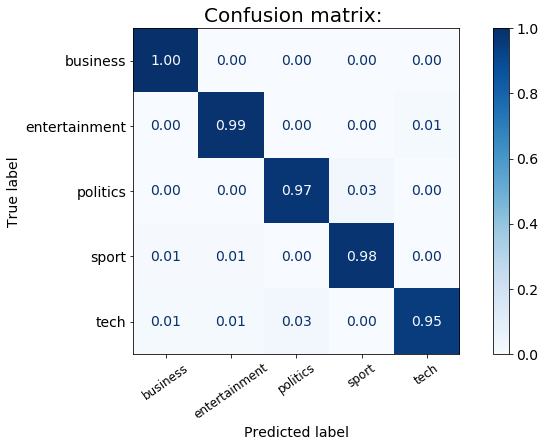 Confusion matrix:
True label
business 1.00 0.00 0.00 0.00 0.00
entertainment 0.00 0.99 0.00 0.00 0.01
politics 0.00 0.00 0.97 0.03 0.00
sport 0.01 0.01 0.00 0.98 0.00
tech 0.01 0.01 0.03 0.00 0.95
business entertainment politics sport tech
Predicted label
1.0
0.8
0.6
0.4
0.2
0.0